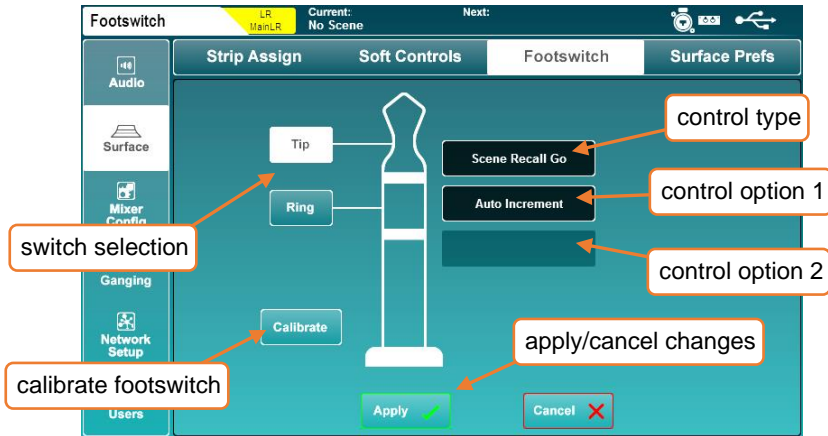 Footswitch
LR
MainLR
Current:
No Scene
Next:
Strip Assign
Soft Controls
Footswitch
Surface Prefs
Audio
Surface
Mixer
Config
Ganging
Network
Setup
Users
Tip
Ring
Calibrate
Scene Recall Go
Auto Increment
control type
control option 1
control option 2
switch selection
calibrate footswitch
apply/cancel changes
Apply
Cancel